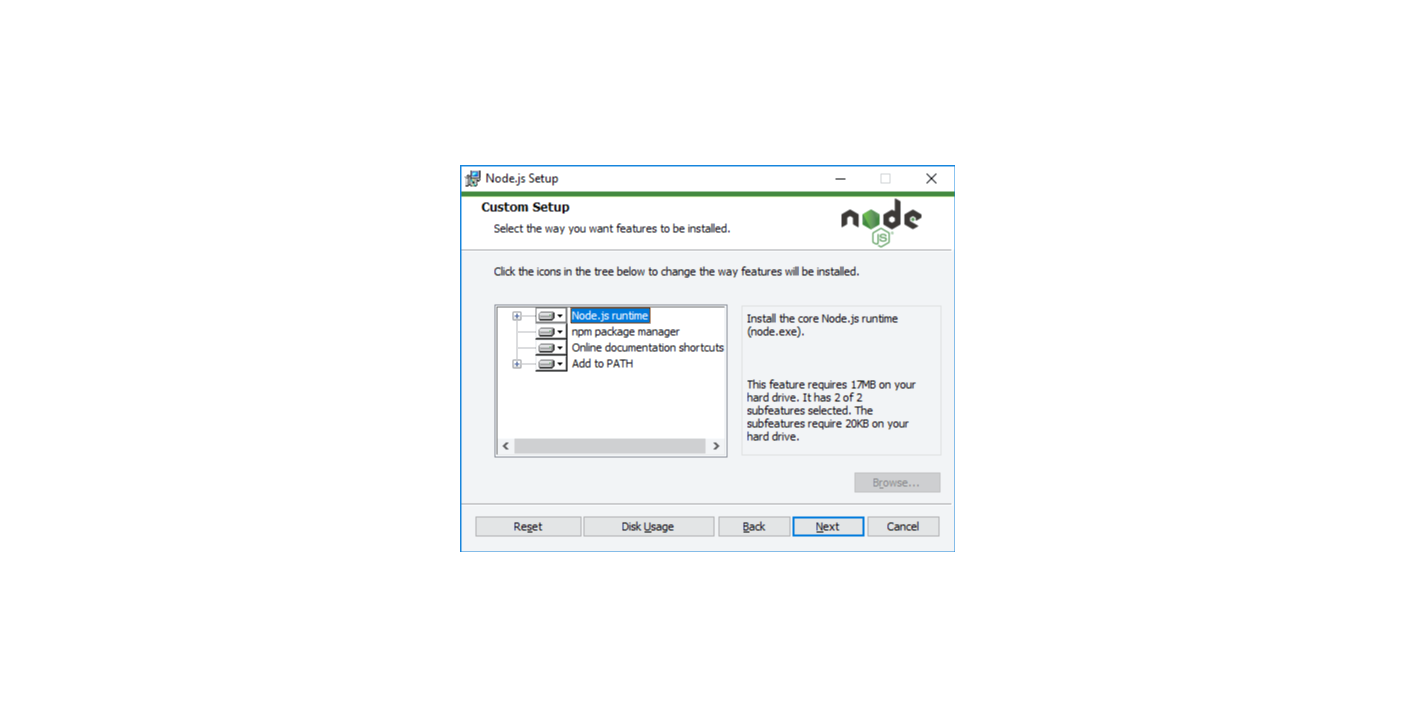 Node.js Setup
Custom Setup
Select the way you want features to be installed.
node
JS
Click the icons in the tree below to change the way features will be installed.
Node.js runtime
npm package manager
Online documentation shortcuts
Add to PATH
Install the core Node.js runtime
(node.exe).
This feature requires 17MB on your
hard drive. It has 2 of 2
subfeatures selected. The
subfeatures require 20KB on your
hard drive.
Browse...
Reset
Disk Usage
Back
Next
Cancel